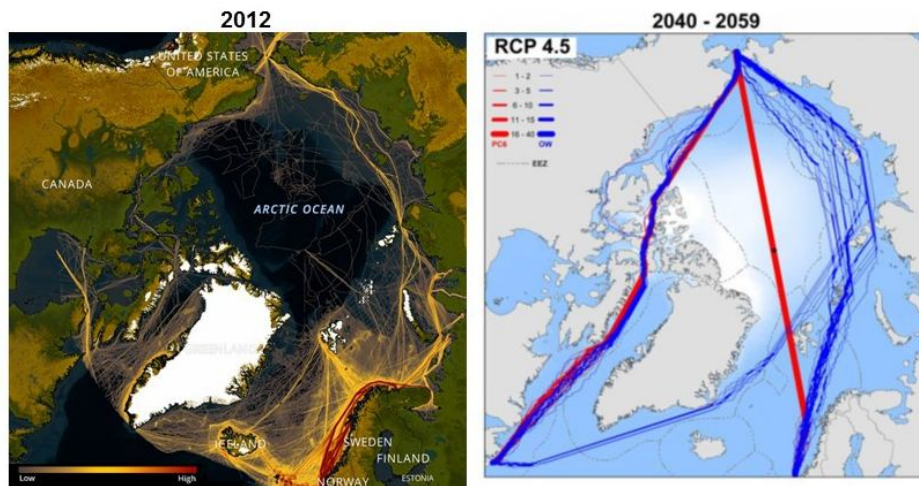 2012
UNITED STATES
OF AMERICA
CANADA
ARCTIC OCEAN
GREENLAND
ICELAND
SWEDEN
FINLAND
NORWAY
ESTONIA
Low
High
2040 - 2059
RCP 4.5
1 - 2
3 - 5
6 - 10
11 - 15
16 - 40
PC6
OW
EEZ